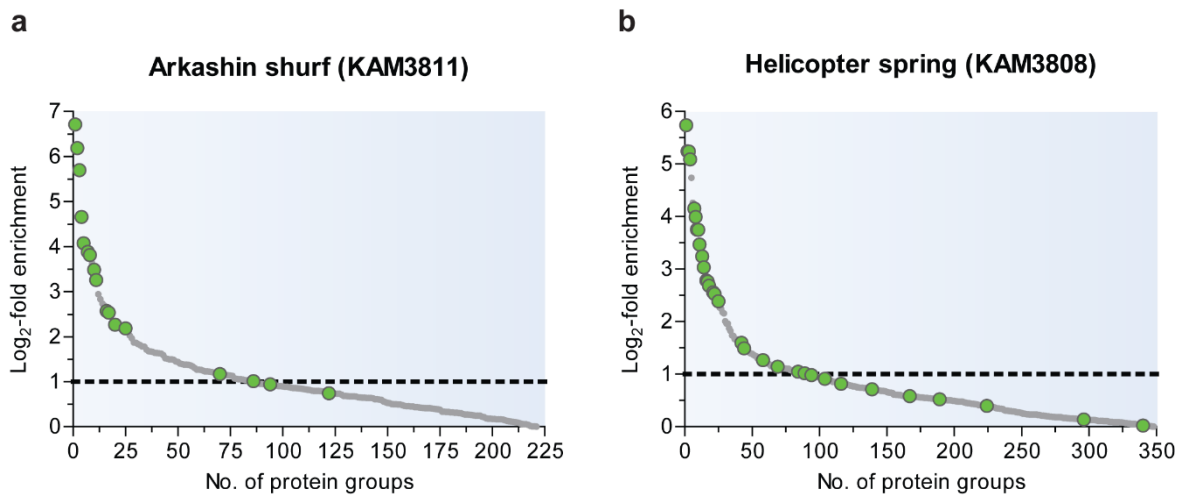 a
Arkashin shurf (KAM3811)
Log₂-fold enrichment
7
6
5
4
3
2
1
0
0 25 50 75 100 125 150 175 200 225
No. of protein groups
b
Helicopter spring (KAM3808)
Log₂-fold enrichment
6
5
4
3
2
1
0
0 50 100 150 200 250 300 350
No. of protein groups